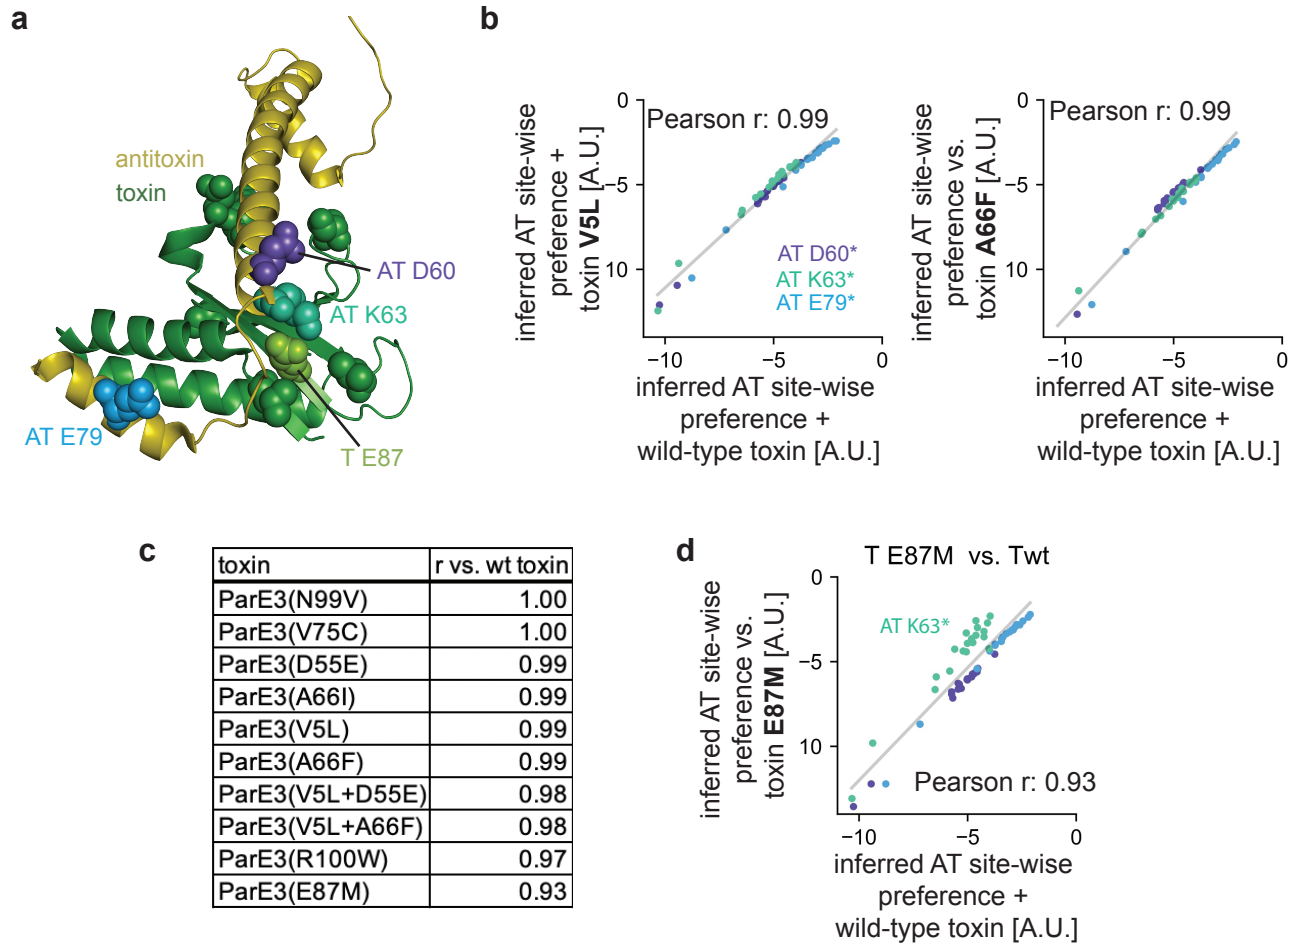 a
antitoxin
toxin
AT D60
AT K63
AT E79
T E87
b
inferred AT site-wise
preference +
toxin V5L [A.U.]
0
−5
10
Pearson r: 0.99
AT D60*
AT K63*
AT E79*
−10
−5
0
inferred AT site-wise
preference +
wild-type toxin [A.U.]
inferred AT site-wise
preference vs.
toxin A66F [A.U.]
0
−5
10
Pearson r: 0.99
−10
−5
0
inferred AT site-wise
preference +
wild-type toxin [A.U.]
c
toxin r vs. wt toxin
ParE3(N99V) 1.00
ParE3(V75C) 1.00
ParE3(D55E) 0.99
ParE3(A66I) 0.99
ParE3(V5L) 0.99
ParE3(A66F) 0.99
ParE3(V5L+D55E) 0.98
ParE3(V5L+A66F) 0.98
ParE3(R100W) 0.97
ParE3(E87M) 0.93
d
T E87M vs. Twt
inferred AT site-wise
preference vs.
toxin E87M [A.U.]
0
−5
10
AT K63*
Pearson r: 0.93
−10
−5
0
inferred AT site-wise
preference +
wild-type toxin [A.U.]